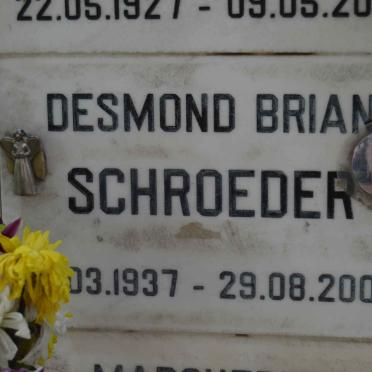 22.05.1927 - 09.05.20
DESMOND BRIAN
SCHROEDER
03.1937 - 29.08.200